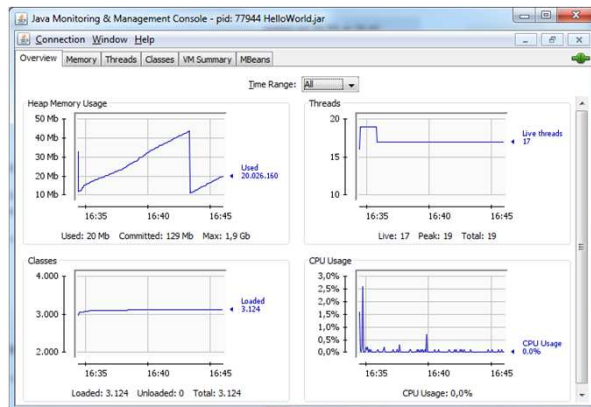 Java Monitoring & Management Console - pid: 77944 HelloWorld.jar
Connection Window Help
Overview Memory Threads Classes VM Summary MBeans
Time Range: All
Heap Memory Usage
50 Mb
40 Mb
30 Mb
20 Mb
10 Mb
Used
20.026.160
16:35 16:40 16:45
Used: 20 Mb Committed: 129 Mb Max: 1,9 Gb
Threads
20
15
10
Live threads
17
16:35 16:40 16:45
Live: 17 Peak: 19 Total: 19
Classes
4.000
3.000
2.000
Loaded
3.124
16:35 16:40 16:45
Loaded: 3.124 Unloaded: 0 Total: 3.124
CPU Usage
3,0%
2,5%
2,0%
1,5%
1,0%
0,5%
0,0%
CPU Usage
0.0%
16:35 16:40 16:45
CPU Usage: 0,0%